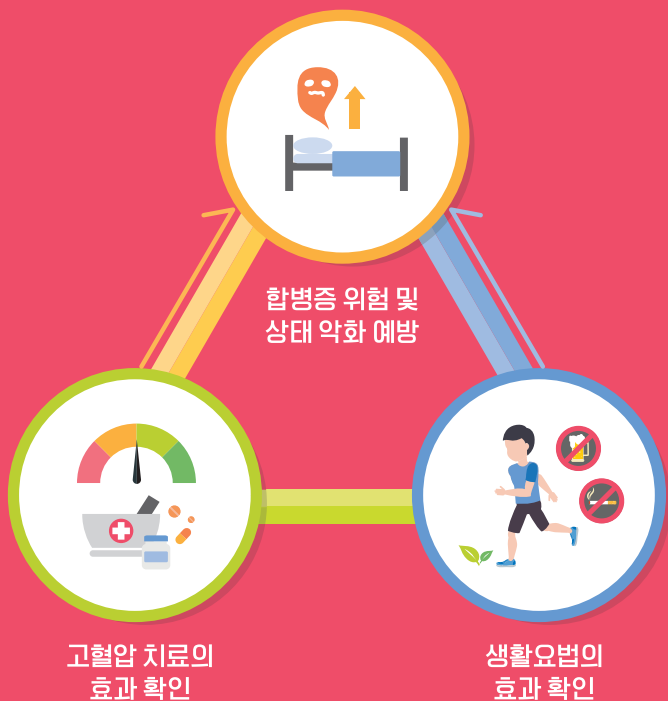 합병증 위험 및
상태 악화 예방
고혈압 치료의
효과 확인
생활요법의
효과 확인